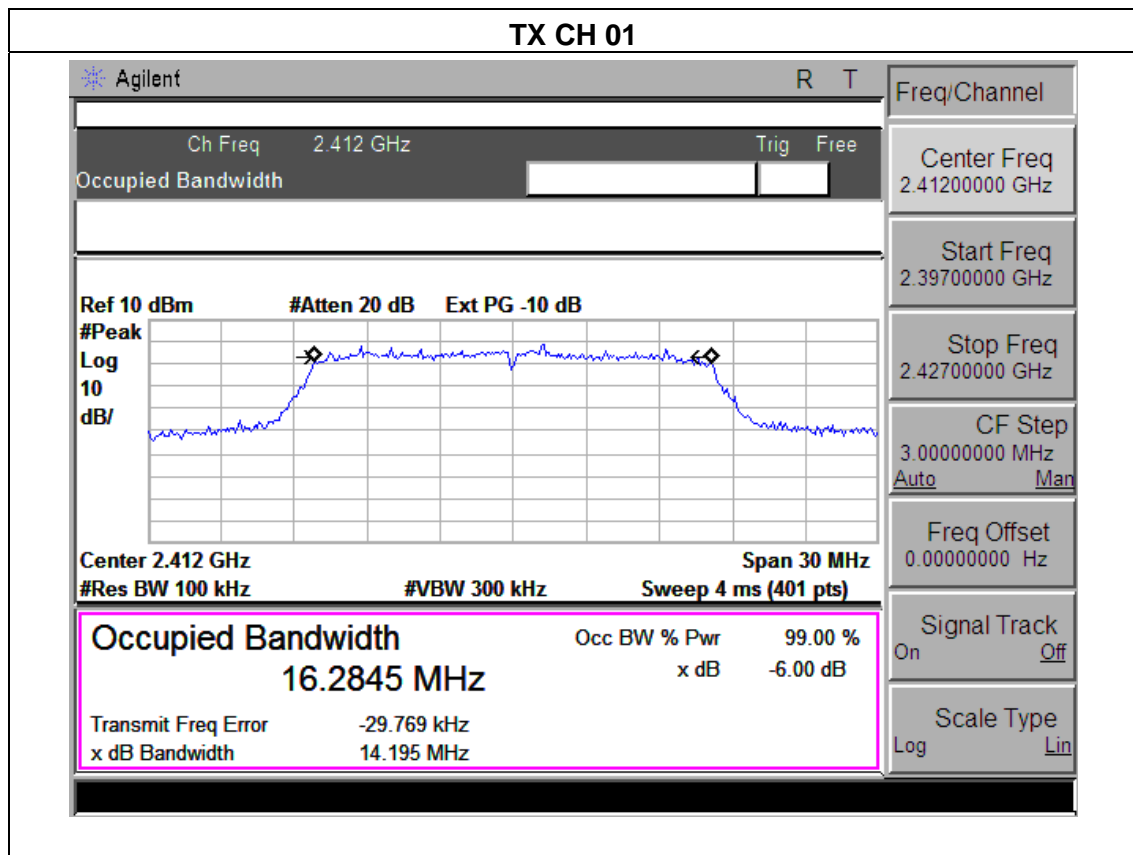 TX CH 01
Agilent R T
Ch Freq 2.412 GHz Trig Free
Occupied Bandwidth
Ref 10 dBm #Atten 20 dB Ext PG -10 dB
#Peak
Log
10
dB/
Center 2.412 GHz Span 30 MHz
#Res BW 100 kHz #VBW 300 kHz Sweep 4 ms (401 pts)
Occupied Bandwidth Occ BW % Pwr 99.00 %
16.2845 MHz x dB -6.00 dB
Transmit Freq Error -29.769 kHz
x dB Bandwidth 14.195 MHz
Freq/Channel
Center Freq
2.41200000 GHz
Start Freq
2.39700000 GHz
Stop Freq
2.42700000 GHz
CF Step
3.00000000 MHz
Auto Man
Freq Offset
0.00000000 Hz
Signal Track
On Off
Scale Type
Log Lin